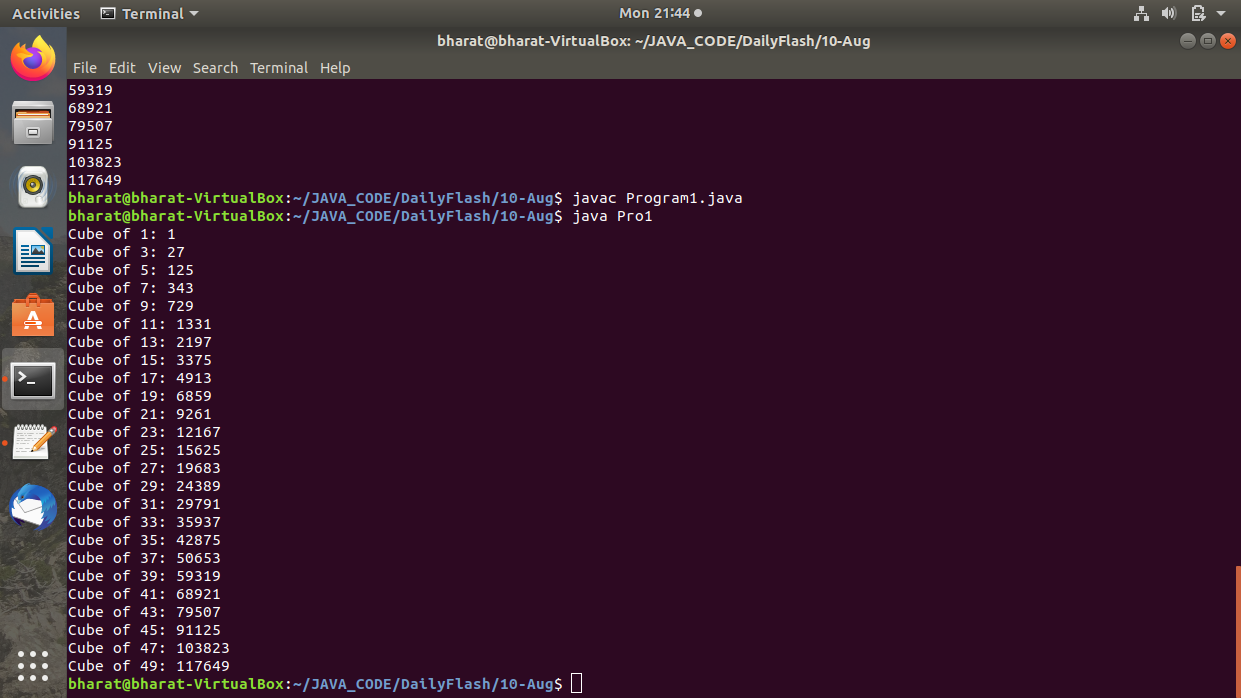 Activities Terminal Mon 21:44
bharat@bharat-VirtualBox: ~/JAVA_CODE/DailyFlash/10-Aug
File Edit View Search Terminal Help
59319
68921
79507
91125
103823
117649
bharat@bharat-VirtualBox:~/JAVA_CODE/DailyFlash/10-Aug$ javac Program1.java
bharat@bharat-VirtualBox:~/JAVA_CODE/DailyFlash/10-Aug$ java Pro1
Cube of 1: 1
Cube of 3: 27
Cube of 5: 125
Cube of 7: 343
Cube of 9: 729
Cube of 11: 1331
Cube of 13: 2197
Cube of 15: 3375
Cube of 17: 4913
Cube of 19: 6859
Cube of 21: 9261
Cube of 23: 12167
Cube of 25: 15625
Cube of 27: 19683
Cube of 29: 24389
Cube of 31: 29791
Cube of 33: 35937
Cube of 35: 42875
Cube of 37: 50653
Cube of 39: 59319
Cube of 41: 68921
Cube of 43: 79507
Cube of 45: 91125
Cube of 47: 103823
Cube of 49: 117649
bharat@bharat-VirtualBox:~/JAVA_CODE/DailyFlash/10-Aug$